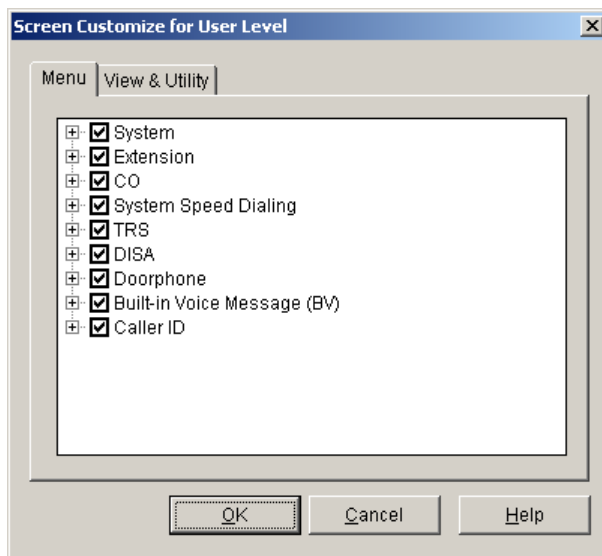 Screen Customize for User Level
Menu
View & Utility
System
Extension
CO
System Speed Dialing
TRS
DISA
Doorphone
Built-in Voice Message (BV)
Caller ID
OK
Cancel
Help